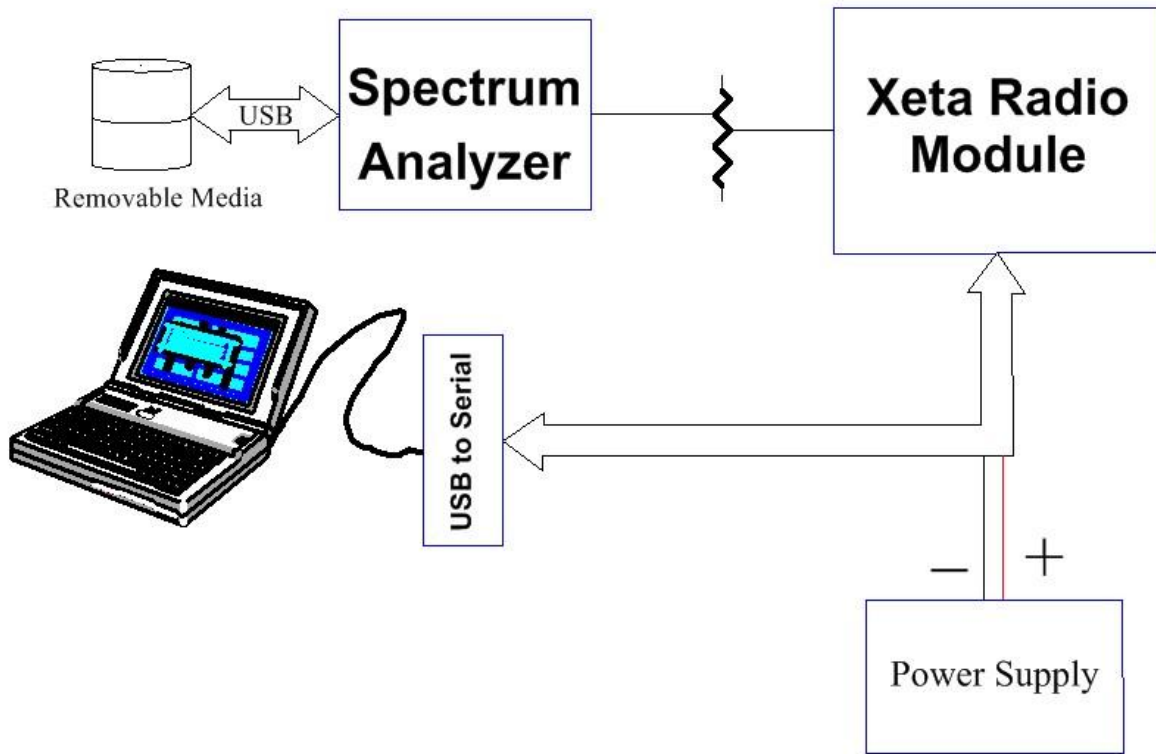 Spectrum
Analyzer
Xeta Radio
Module
USB
Removable Media
USB to Serial
− +
Power Supply